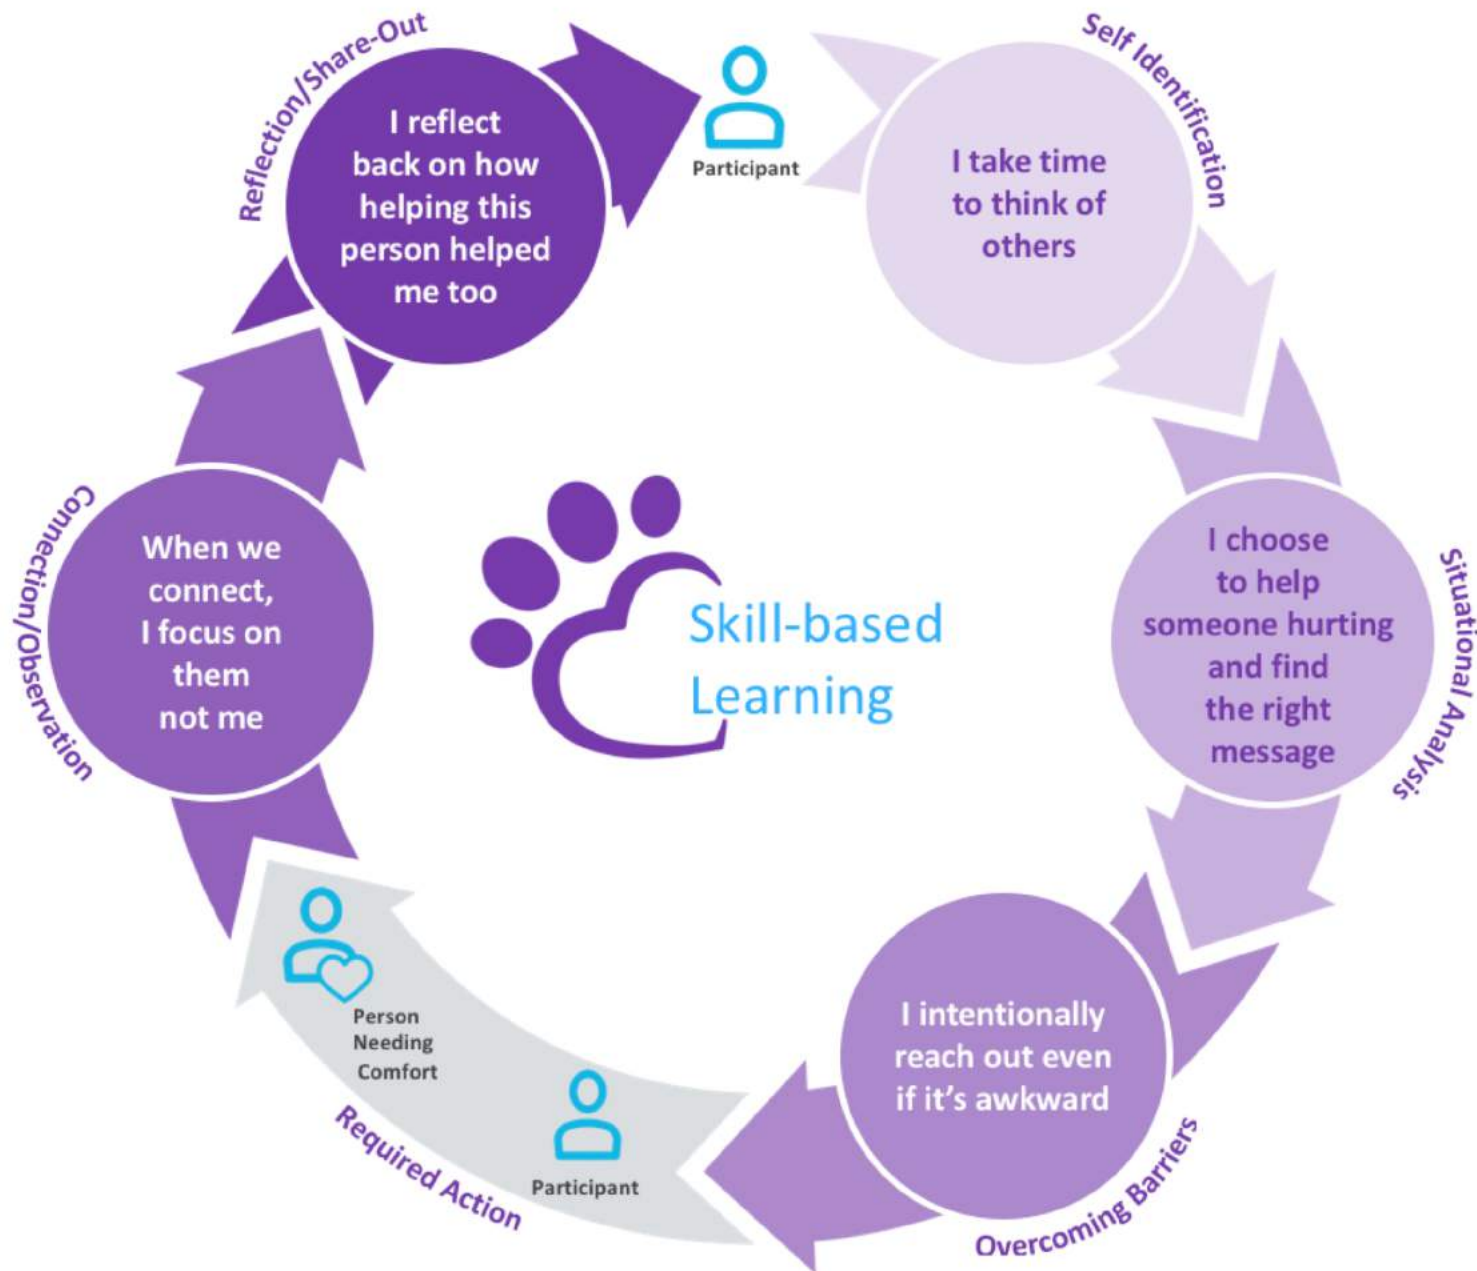 Reflection/Share-Out
I reflect
back on how
helping this
person helped
me too
Participant
Self Identification
I take time
to think of
others
Situational Analysis
I choose
to help
someone hurting
and find
the right
message
Overcoming Barriers
I intentionally
reach out even
if it's awkward
Required Action
Participant
Person
Needing
Comfort
Connection/Observation
When we
connect,
I focus on
them
not me
Skill-based
Learning